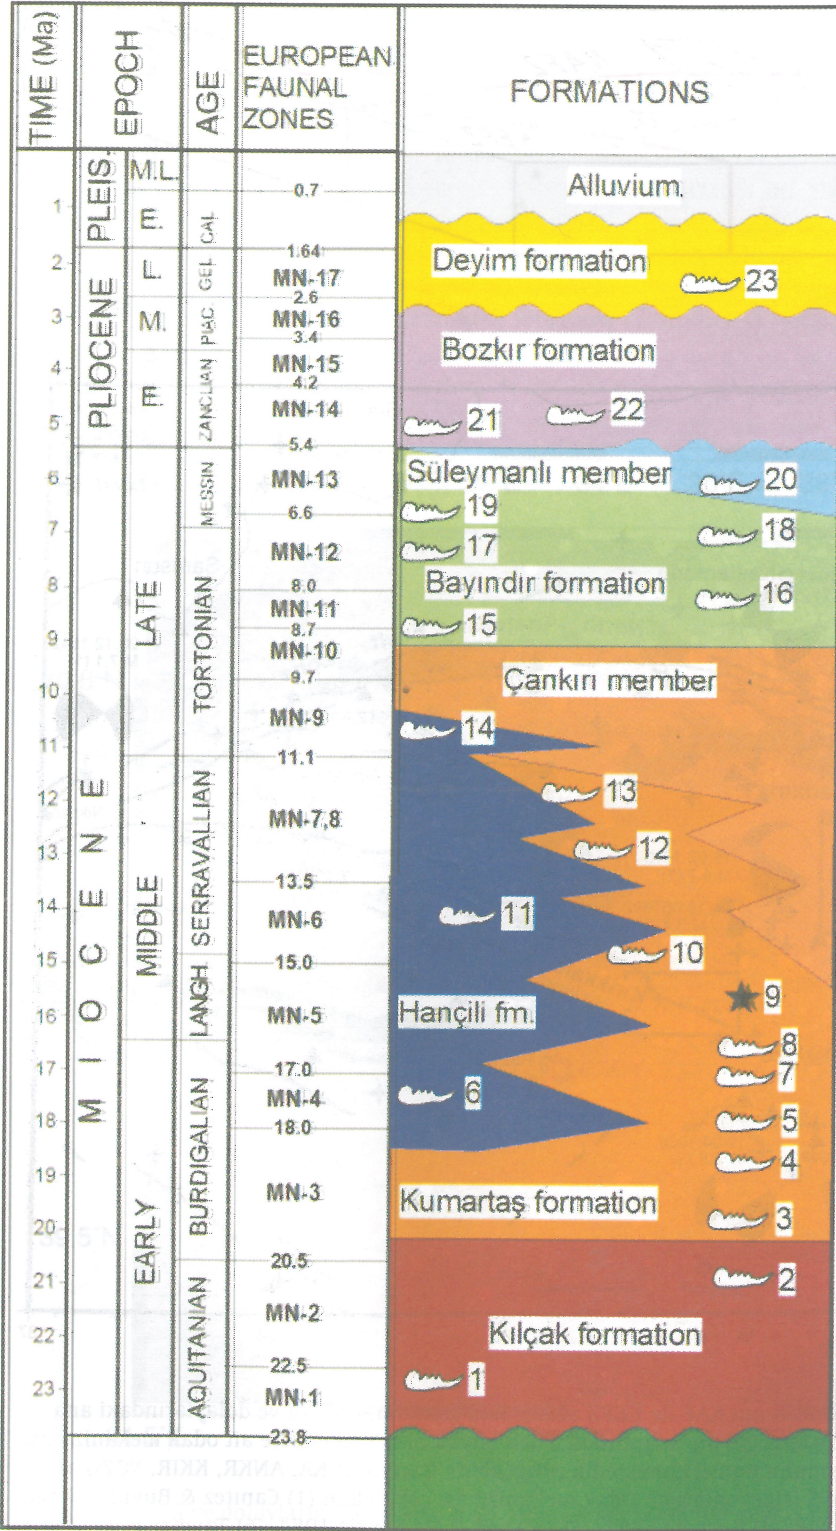 TIME (Ma)
EPOCH
AGE
EUROPEAN
FAUNAL
ZONES
FORMATIONS
1
2
3
4
5
6
7
8
9
10
11
12
13
14
15
16
17
18
19
20
21
22
23
PLEIS.
PLIOCENE
MIOCENE
M.L.
E
L
M.
E
LATE
MIDDLE
EARLY
CAL
GEL
PIAC.
ZANCLIAN
MESSIN
TORTONIAN
SERRAVALLIAN
LANGH.
BURDIGALIAN
AQUITANIAN
0.7
1.64
MN-17
2.6
MN-16
3.4
MN-15
4.2
MN-14
5.4
MN-13
6.6
MN-12
8.0
MN-11
8.7
MN-10
9.7
MN-9
11.1
MN-7,8
13.5
MN-6
15.0
MN-5
17.0
MN-4
18.0
MN-3
20.5
MN-2
22.5
MN-1
23.8
Alluvium.
Deyim formation
23
Bozkır formation
22
21
Süleymanlı member
20
19
18
17
Bayındır formation
16
15
Çankırı member
14
13
12
11
10
9
Hançili fm.
8
7
6
5
4
Kumartaş formation
3
2
Kılçak formation
1